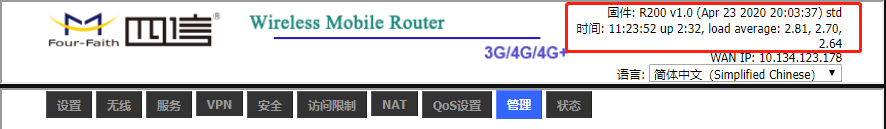 Four-Faith
四信®
Wireless Mobile Router
3G/4G/4G+
固件: R200 v1.0 (Apr 23 2020 20:03:37) std
时间: 11:23:52 up 2:32, load average: 2.81, 2.70,
2.64
WAN IP: 10.134.123.178
语言: 简体中文 (Simplified Chinese)
设置 无线 服务 VPN 安全 访问限制 NAT QoS设置 管理 状态